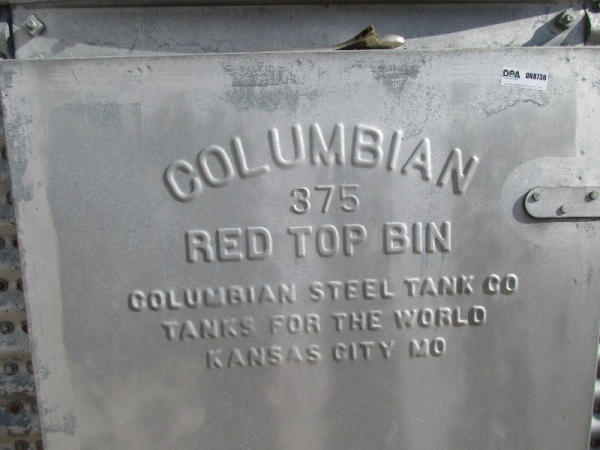 DPA
COLUMBIAN
375
RED TOP BIN
COLUMBIAN STEEL TANK CO
TANKS FOR THE WORLD
KANSAS CITY MO